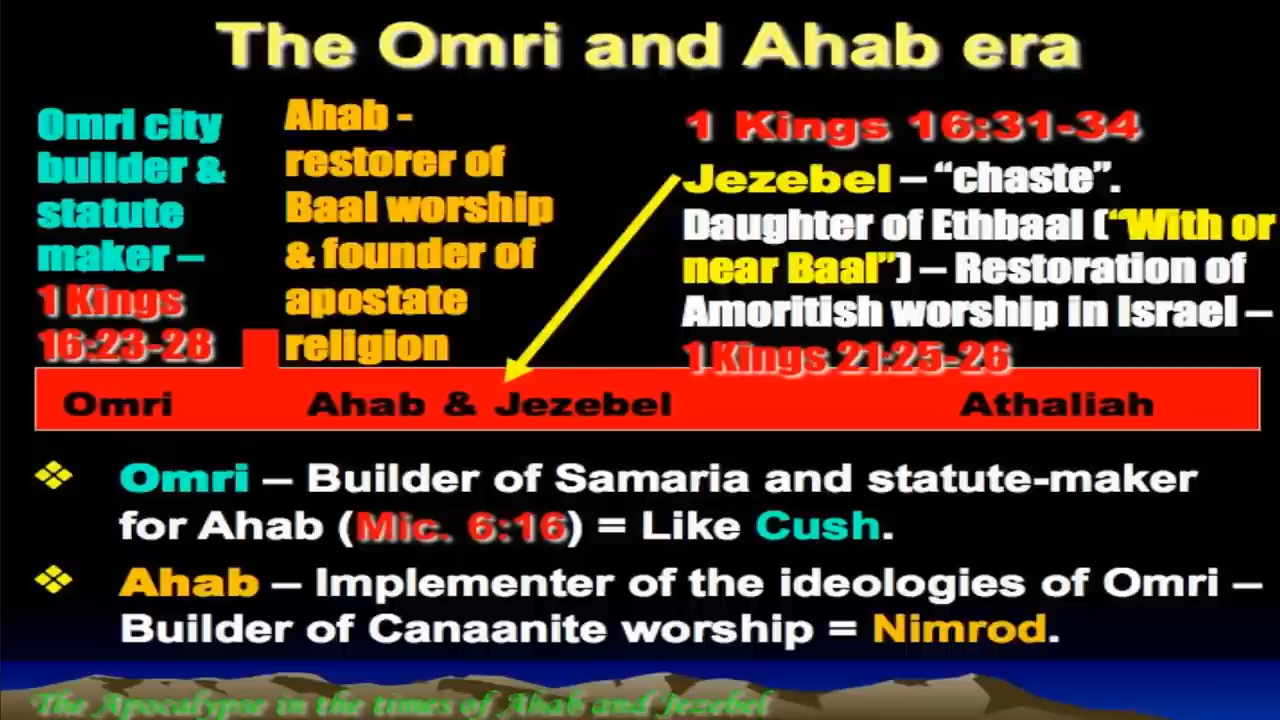 The Omri and Ahab era
Omri city
builder &
statute
maker –
1 Kings
16:23-28
Ahab -
restorer of
Baal worship
& founder of
apostate
religion
1 Kings 16:31-34
Jezebel – “chaste”.
Daughter of Ethbaal (“With or
near Baal”) – Restoration of
Amoritish worship in Israel –
1 Kings 21:25-26
Omri Ahab & Jezebel Athaliah
❖ Omri – Builder of Samaria and statute-maker
for Ahab (Mic. 6:16) = Like Cush.
❖ Ahab – Implementer of the ideologies of Omri –
Builder of Canaanite worship = Nimrod.
The Apocalypse in the times of Ahab and Jezebel